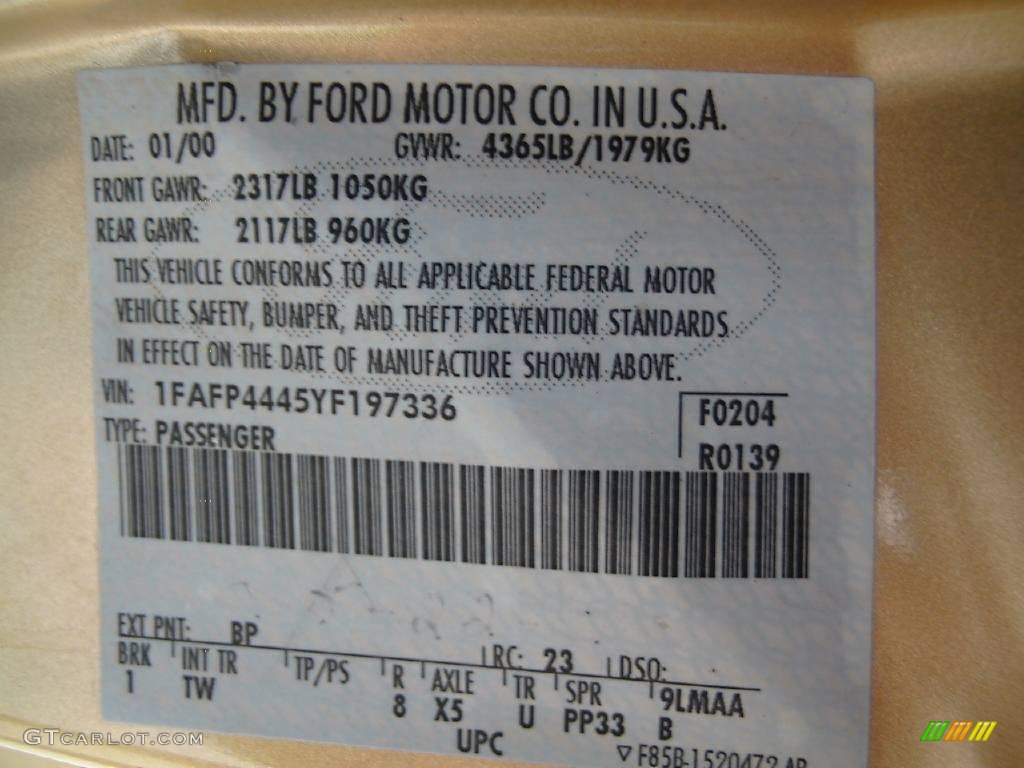 MFD. BY FORD MOTOR CO. IN U.S.A.
DATE: 01/00 GVWR: 4365LB/1979KG
FRONT GAWR: 2317LB 1050KG
REAR GAWR: 2117LB 960KG
THIS VEHICLE CONFORMS TO ALL APPLICABLE FEDERAL MOTOR
VEHICLE SAFETY, BUMPER, AND THEFT PREVENTION STANDARDS
IN EFFECT ON THE DATE OF MANUFACTURE SHOWN ABOVE.
VIN: 1FAFP4445YF197336
F0204
TYPE: PASSENGER
R0139
EXT PNT: BP RC: 23 DSO:
BRK INT TR TP/PS R AXLE TR SPR 9LMAA
1 TW 8 X5 U PP33 B
UPC
F85B-1520472-AB
GTCARLOT.COM